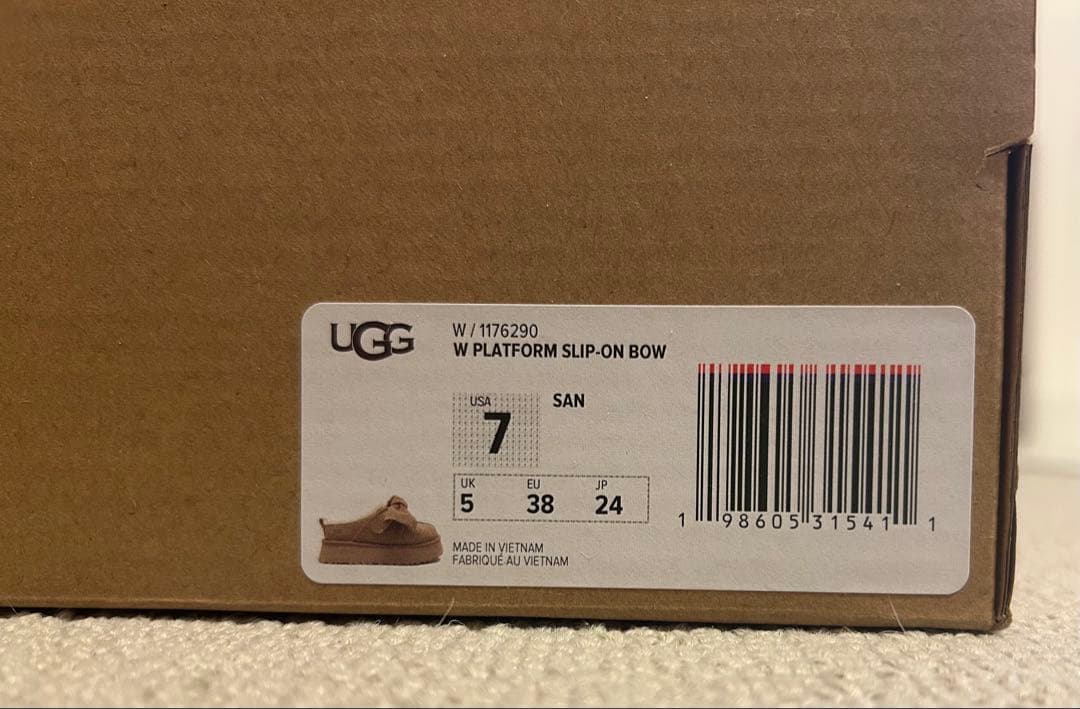 UGG
W / 1176290
W PLATFORM SLIP-ON BOW
USA
7
SAN
UK EU JP
5 38 24
MADE IN VIETNAM
FABRIQUÉ AU VIETNAM
1 98605 31541 1